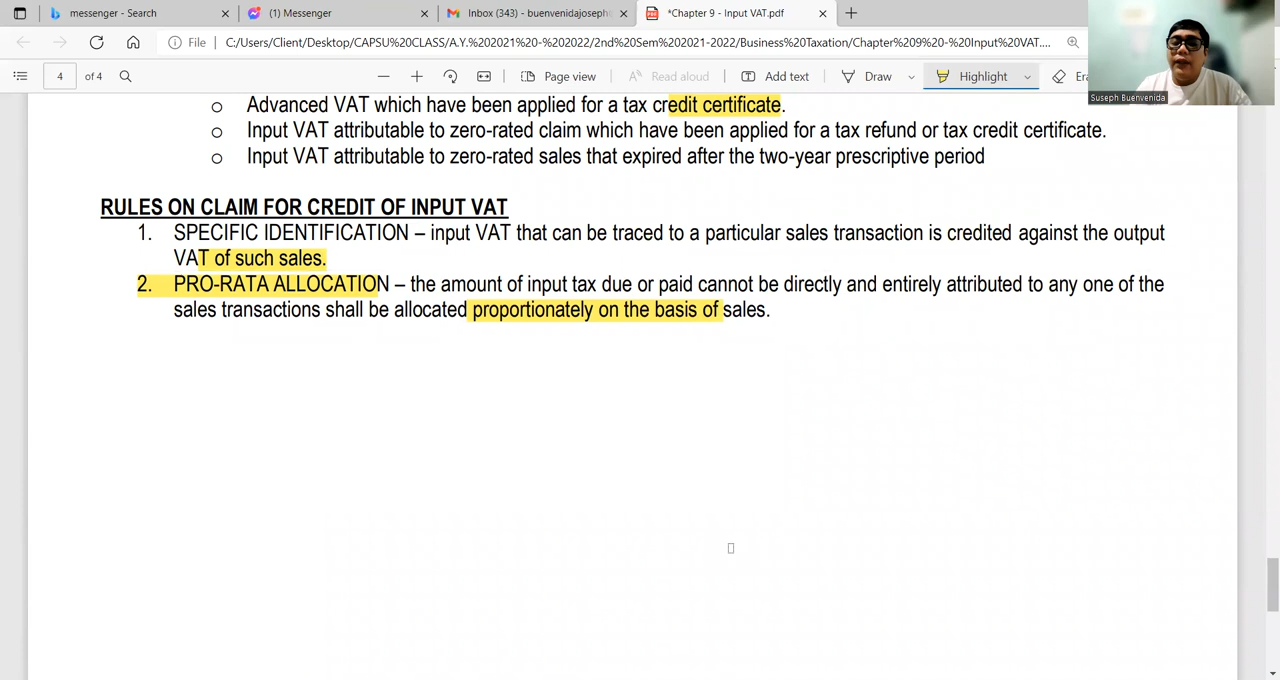 messenger - Search
(1) Messenger
Inbox (343) - buenvenidajosephi
*Chapter 9 - Input VAT.pdf
File
C:/Users/Client/Desktop/CAPSU%20CLASS/A.Y.%202021%20-%202022/2nd%20Sem%202021-2022/Business%20Taxation/Chapter%209%20-%20Input%20VAT....
4 of 4
Page view
Read aloud
Add text
Draw
Highlight
Era
Suseph Buenvenida
o Advanced VAT which have been applied for a tax credit certificate.
o Input VAT attributable to zero-rated claim which have been applied for a tax refund or tax credit certificate.
o Input VAT attributable to zero-rated sales that expired after the two-year prescriptive period
RULES ON CLAIM FOR CREDIT OF INPUT VAT
1. SPECIFIC IDENTIFICATION – input VAT that can be traced to a particular sales transaction is credited against the output
VAT of such sales.
2. PRO-RATA ALLOCATION – the amount of input tax due or paid cannot be directly and entirely attributed to any one of the
sales transactions shall be allocated proportionately on the basis of sales.